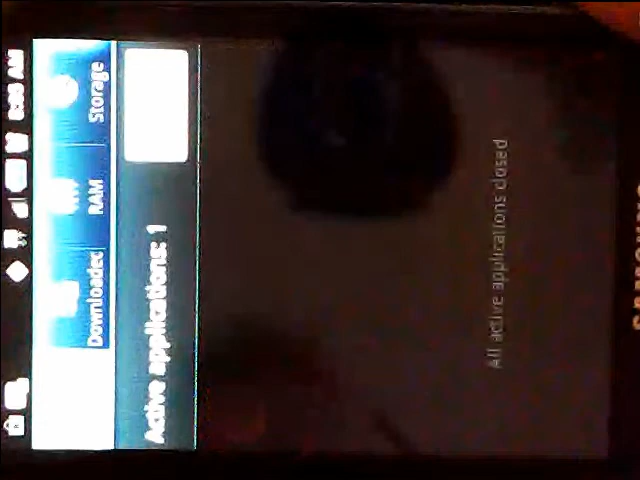 Downloaded RAM Storage
Active applications: 1
All active applications closed